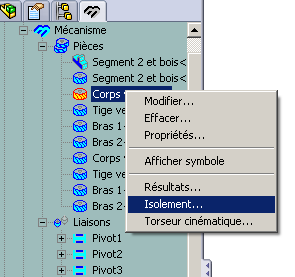 Mécanisme
Pièces
Segment 2 et bois<
Segment 2 et bois<
Corps
Tige ve
Bras 1-
Bras 2-
Corps v
Tige ve
Bras 1-
Bras 2-
Liaisons
Pivot1
Pivot2
Pivot3
Modifier...
Effacer...
Propriétés...
Afficher symbole
Résultats...
Isolement...
Torseur cinématique...